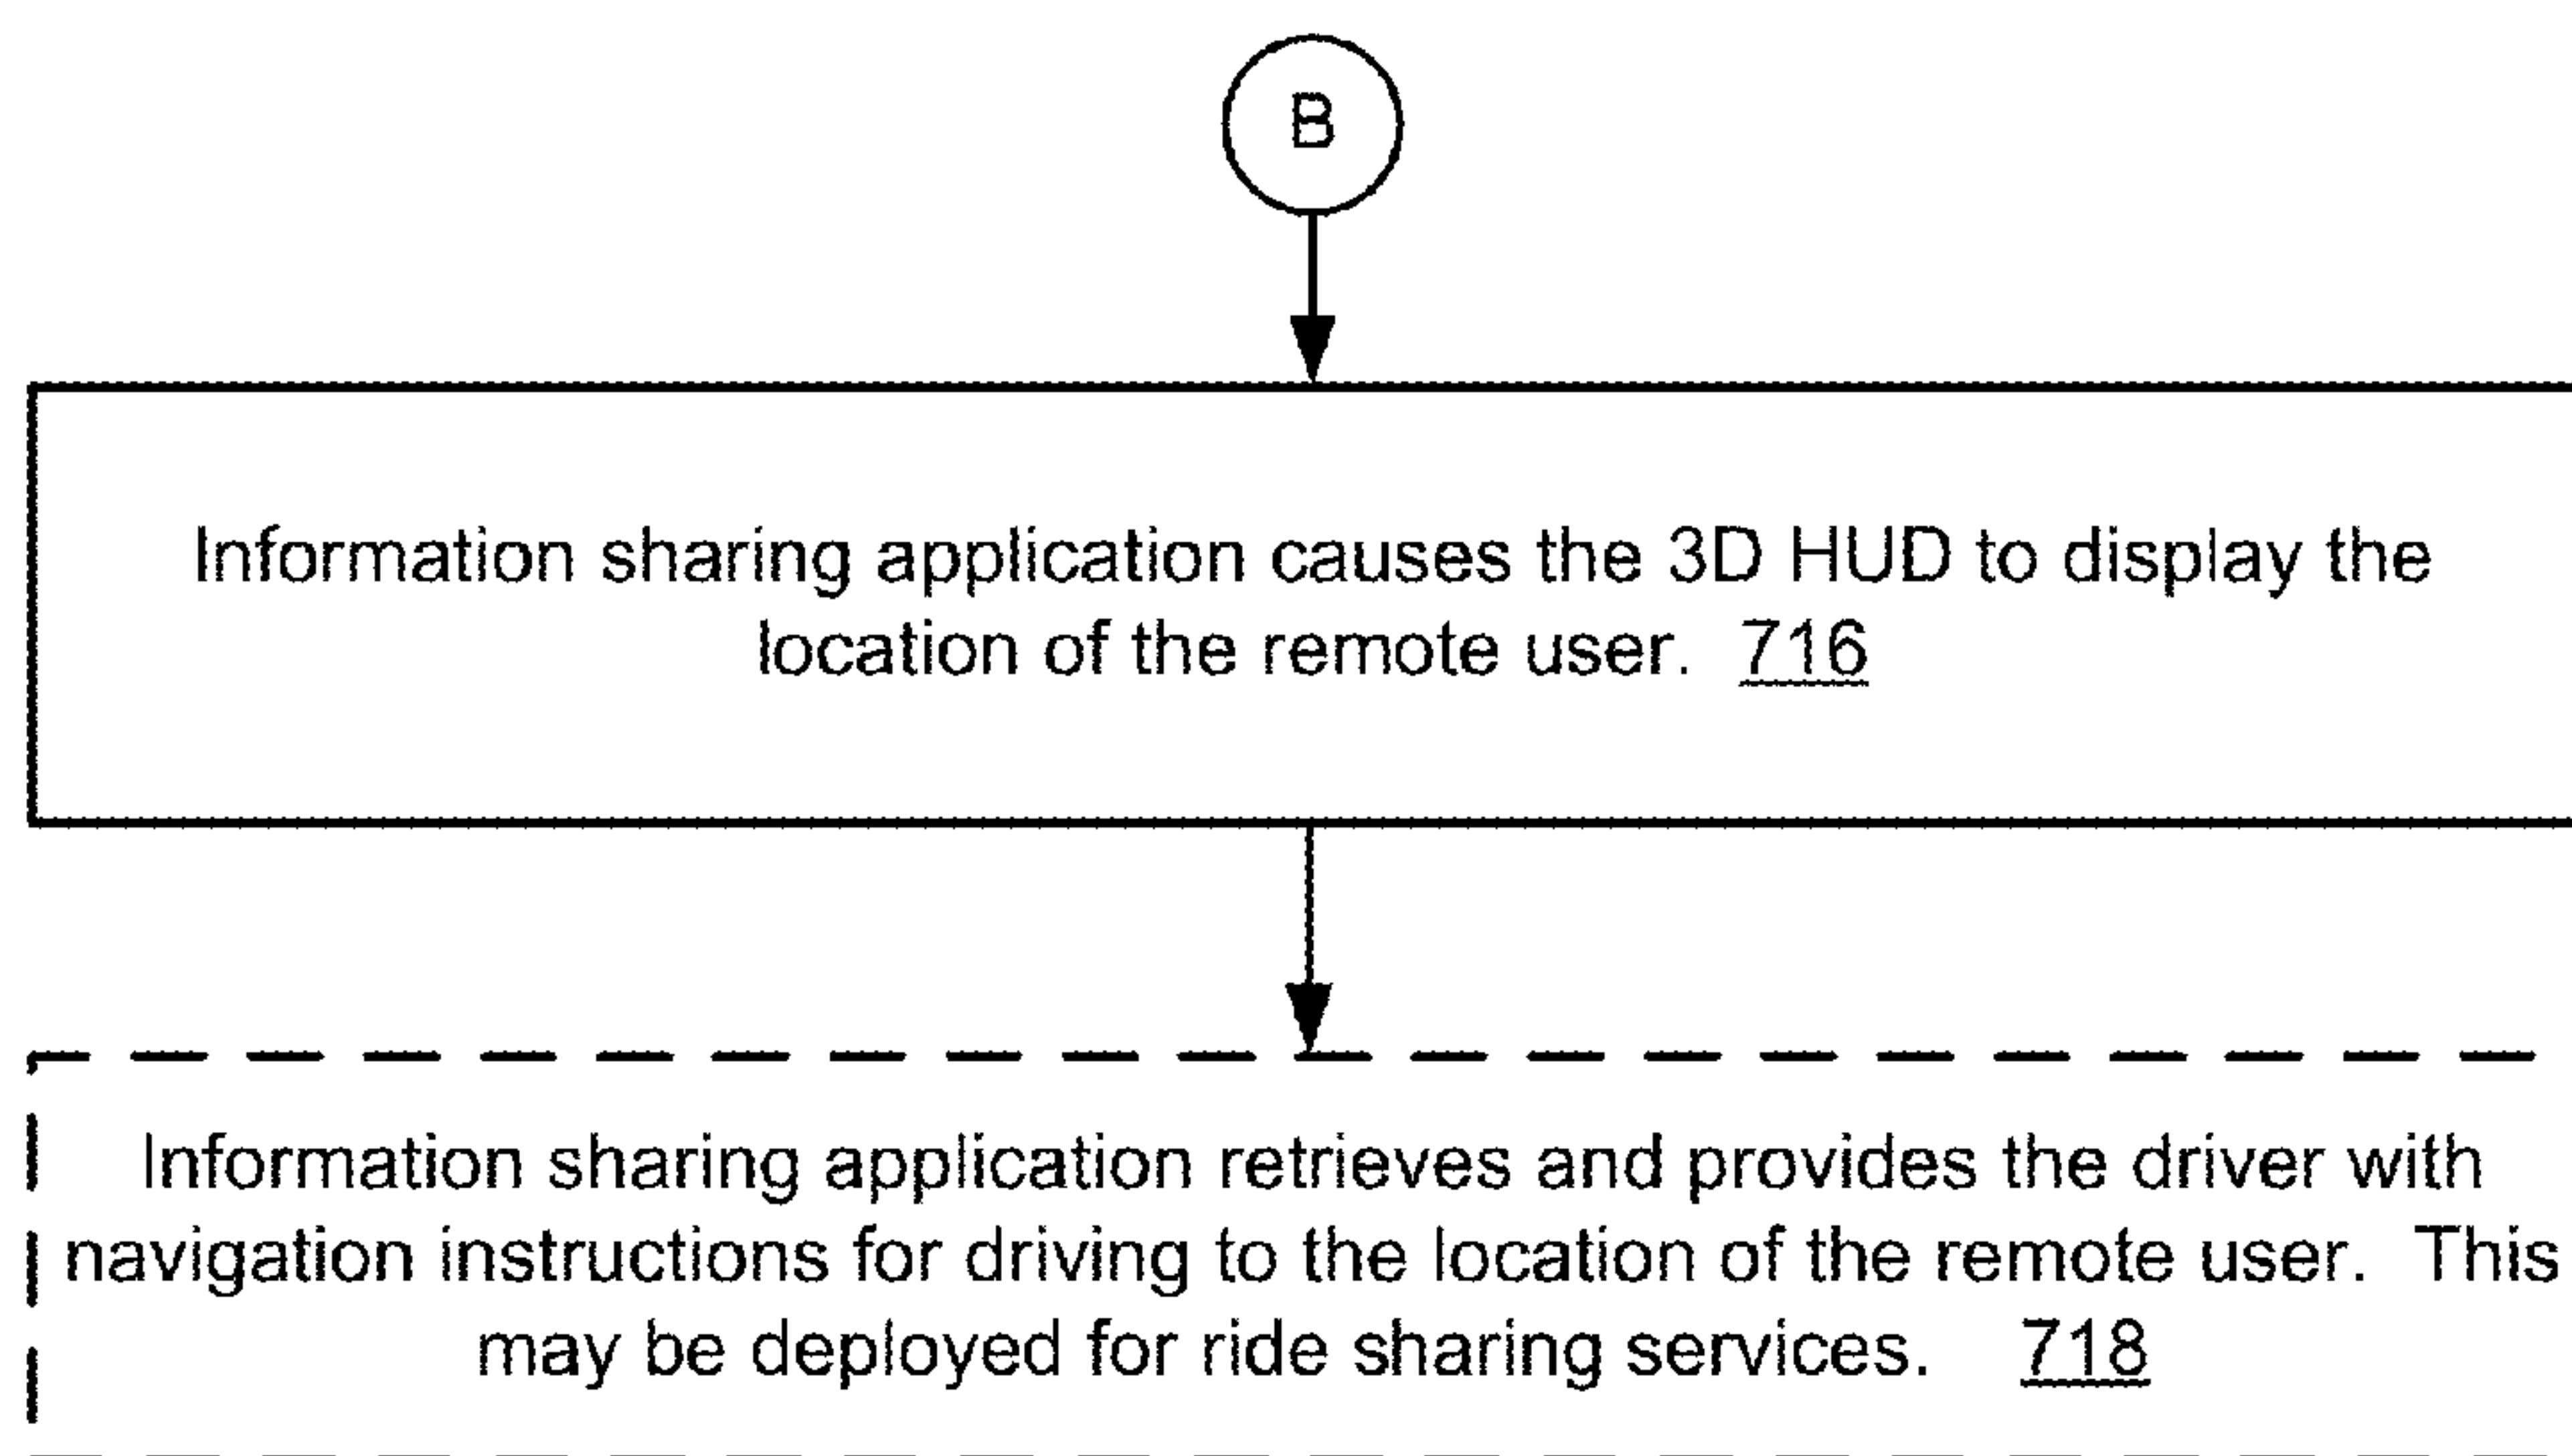 B
Information sharing application causes the 3D HUD to display the
location of the remote user. 716
Information sharing application retrieves and provides the driver with
navigation instructions for driving to the location of the remote user. This
may be deployed for ride sharing services. 718